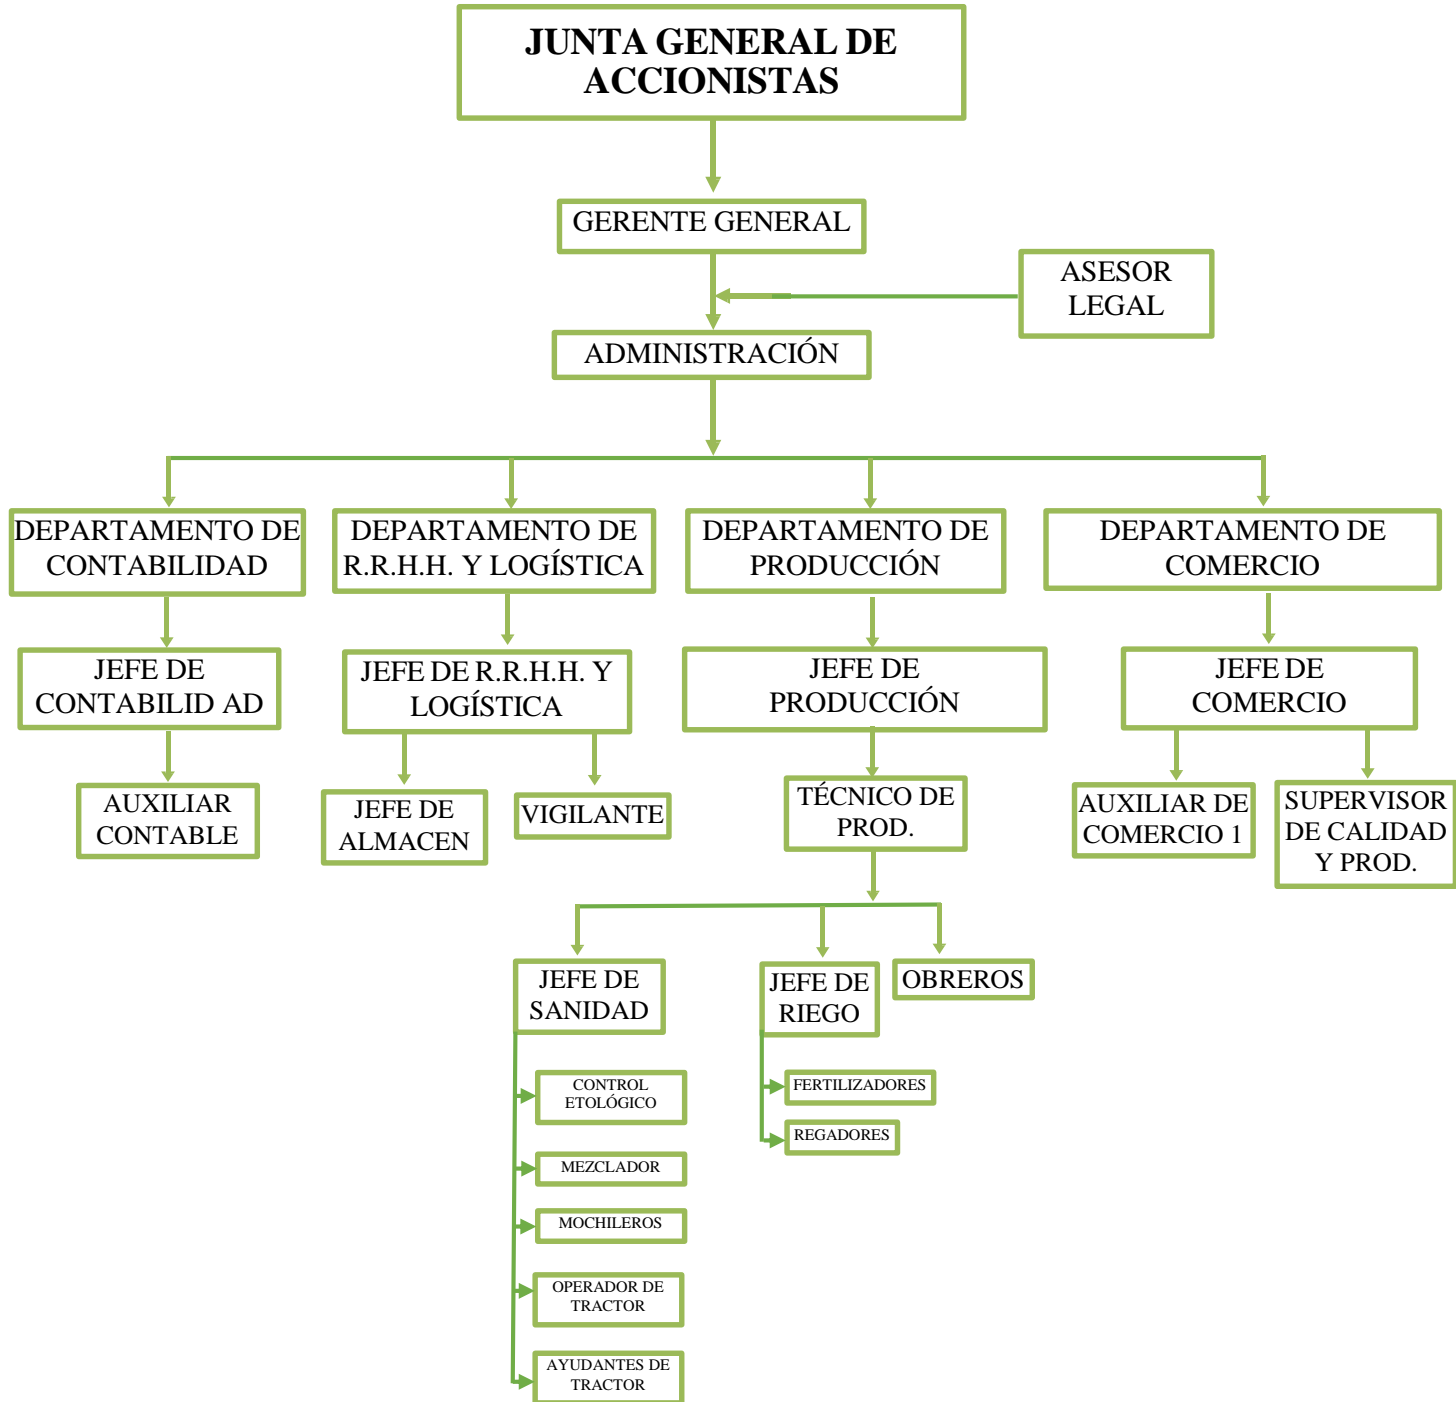 JUNTA GENERAL DE
ACCIONISTAS
GERENTE GENERAL
ASESOR
LEGAL
ADMINISTRACIÓN
DEPARTAMENTO DE
CONTABILIDAD
DEPARTAMENTO DE
R.R.H.H. Y LOGÍSTICA
DEPARTAMENTO DE
PRODUCCIÓN
DEPARTAMENTO DE
COMERCIO
JEFE DE
CONTABILID AD
JEFE DE R.R.H.H. Y
LOGÍSTICA
JEFE DE
PRODUCCIÓN
JEFE DE
COMERCIO
AUXILIAR
CONTABLE
JEFE DE
ALMACEN
VIGILANTE
TÉCNICO DE
PROD.
AUXILIAR DE
COMERCIO 1
SUPERVISOR
DE CALIDAD
Y PROD.
JEFE DE
SANIDAD
JEFE DE
RIEGO
OBREROS
CONTROL
ETOLÓGICO
MEZCLADOR
MOCHILEROS
OPERADOR DE
TRACTOR
AYUDANTES DE
TRACTOR
FERTILIZADORES
REGADORES